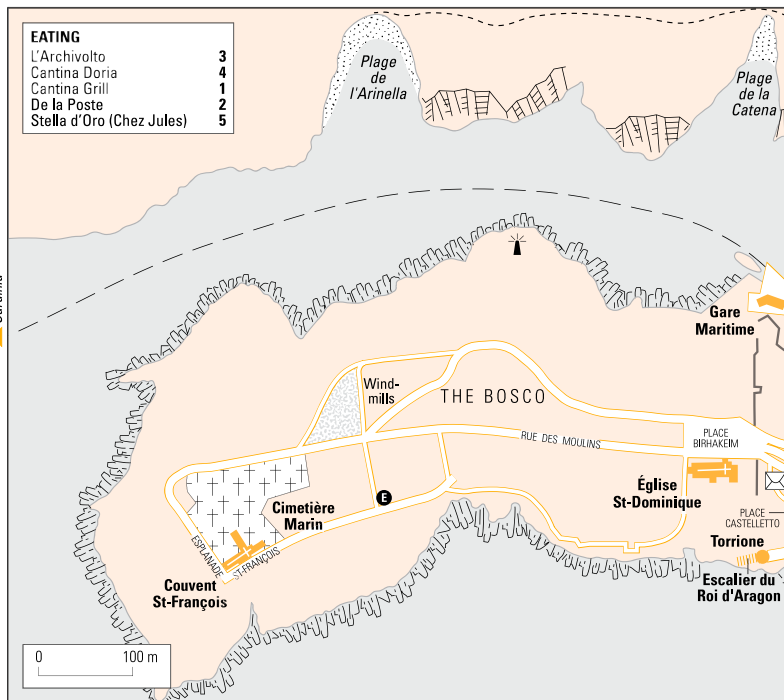 EATING
L'Archivolto 3
Cantina Doria 4
Cantina Grill 1
De la Poste 2
Stella d'Oro (Chez Jules) 5
Plage
de
l'Arinella
Plage
de la
Catena
Gare
Maritime
Wind-
mills
THE BOSCO
RUE DES MOULINS
PLACE
BIRHAKEIM
Église
St-Dominique
E
Cimetière
Marin
PLACE
CASTELLETTO
Torrione
ESPLANADE
ST-FRANÇOIS
Couvent
St-François
Escalier du
Roi d'Aragon
0 100 m